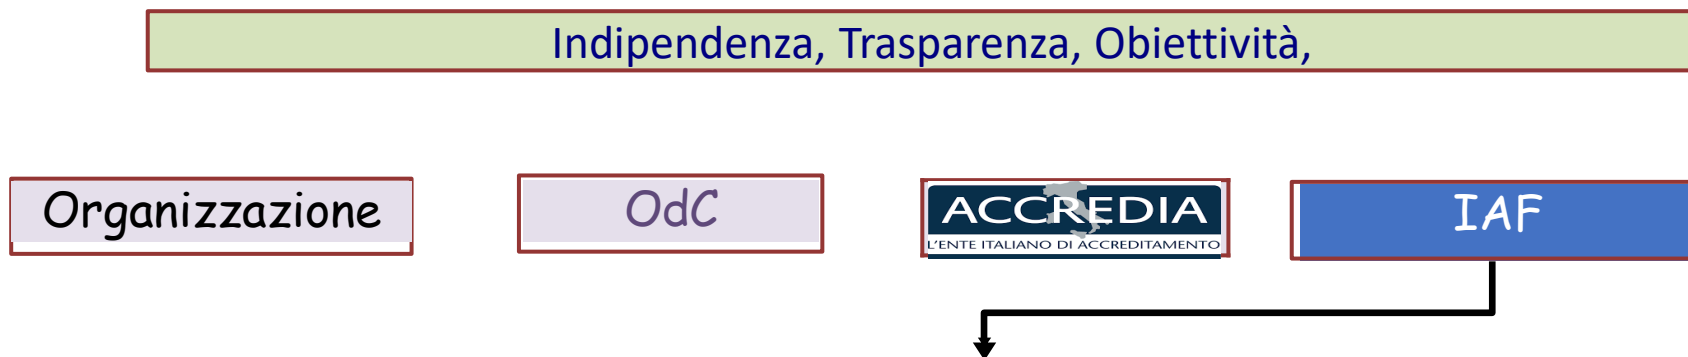 Indipendenza, Trasparenza, Obiettività,
Organizzazione
OdC
ACCREDIA
L'ENTE ITALIANO DI ACCREDITAMENTO
IAF